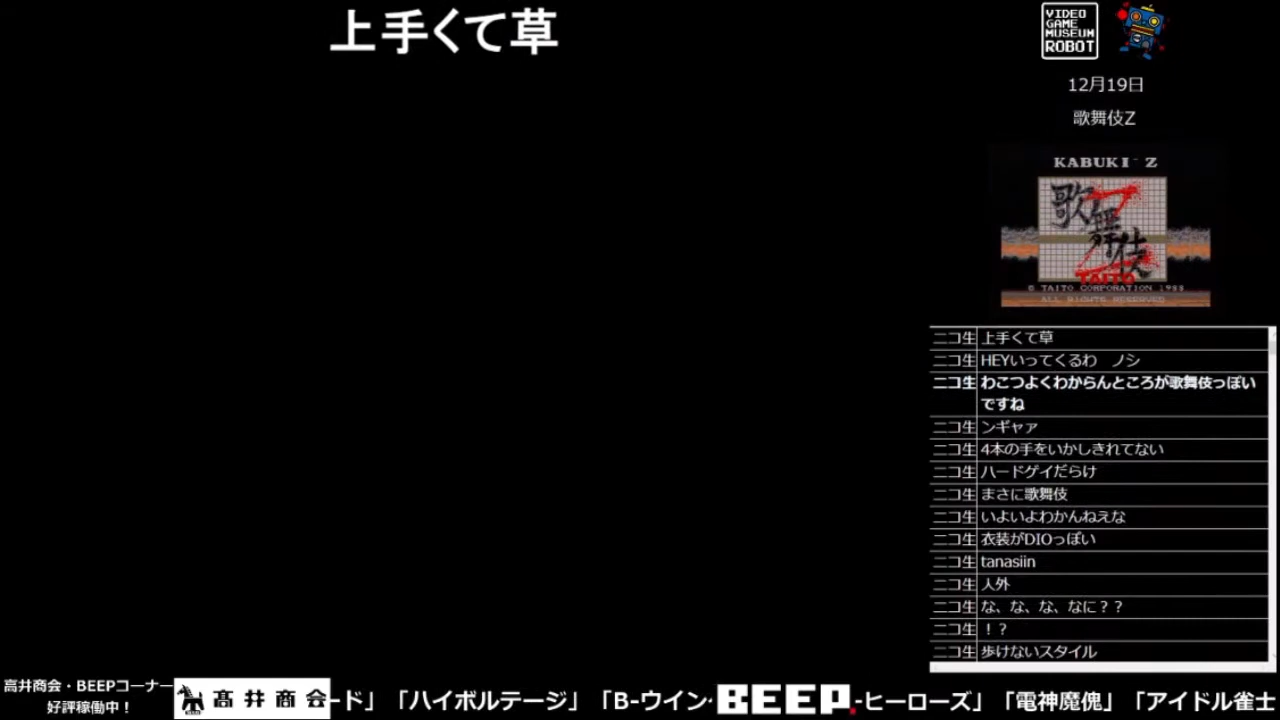 上手くて草
VIDEO
GAME
MUSEUM
ROBOT
12月19日
歌舞伎Z
KABUKI-Z
歌舞伎Z
TAITO
© TAITO CORPORATION 1988
ALL RIGHTS RESERVED
ニコ生 上手くて草
ニコ生 HEYいってくるわ　ノシ
ニコ生 わこつよくわからんところが歌舞伎っぽい
ですね
ニコ生 ンギャァ
ニコ生 4本の手をいかしきれてない
ニコ生 ハードゲイだらけ
ニコ生 まさに歌舞伎
ニコ生 いよいよわかんねえな
ニコ生 衣装がDIOっぽい
ニコ生 tanasiin
ニコ生 人外
ニコ生 な、な、な、なに？？
ニコ生 ！？
ニコ生 歩けないスタイル
高井商会・BEEPコーナー
好評稼働中！
髙井商会
ード」「ハイボルテージ」「B-ウイン
BEEP.
-ヒーローズ」「電神魔傀」「アイドル雀士